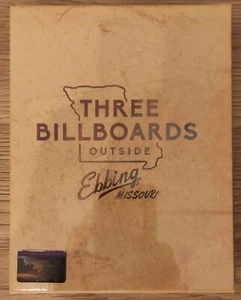 THREE
BILLBOARDS
OUTSIDE
Ebbing,
MISSOURI